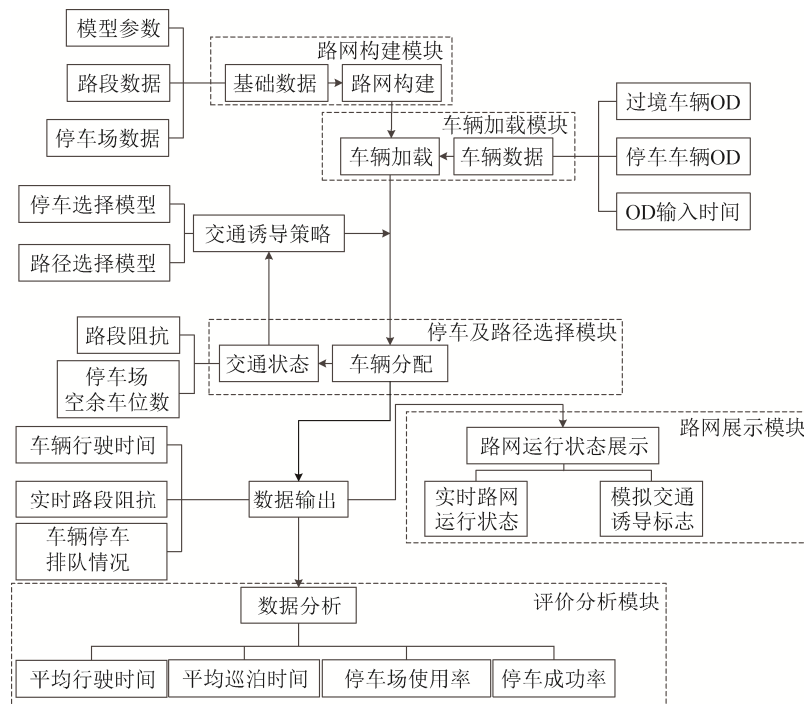 模型参数
路网构建模块
路段数据
基础数据
路网构建
停车场数据
过境车辆OD
车辆加载模块
车辆加载
车辆数据
停车车辆OD
停车选择模型
OD输入时间
交通诱导策略
路径选择模型
停车及路径选择模块
路段阻抗
交通状态
车辆分配
停车场
空余车位数
路网展示模块
车辆行驶时间
路网运行状态展示
实时路段阻抗
数据输出
实时路网
运行状态
模拟交通
诱导标志
车辆停车
排队情况
评价分析模块
数据分析
平均行驶时间
平均巡泊时间
停车场使用率
停车成功率